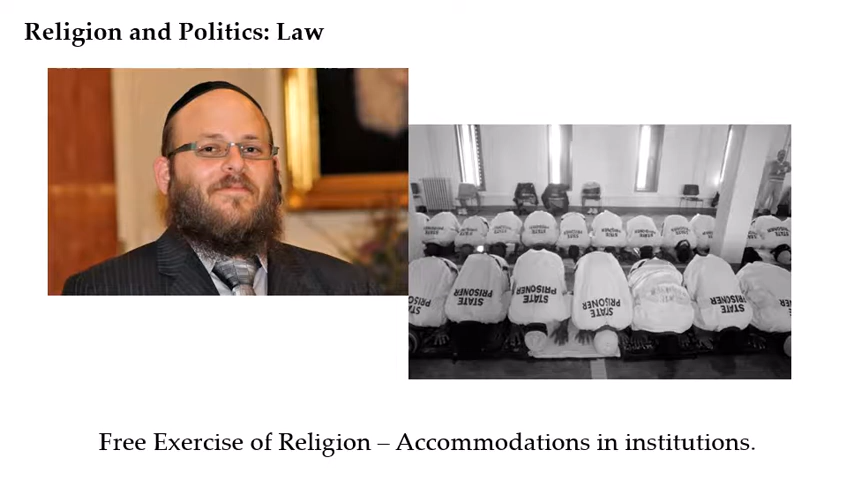 Religion and Politics: Law
STATE PRISONER
STATE PRISONER
STATE PRISONER
STATE PRISONER
Free Exercise of Religion – Accommodations in institutions.